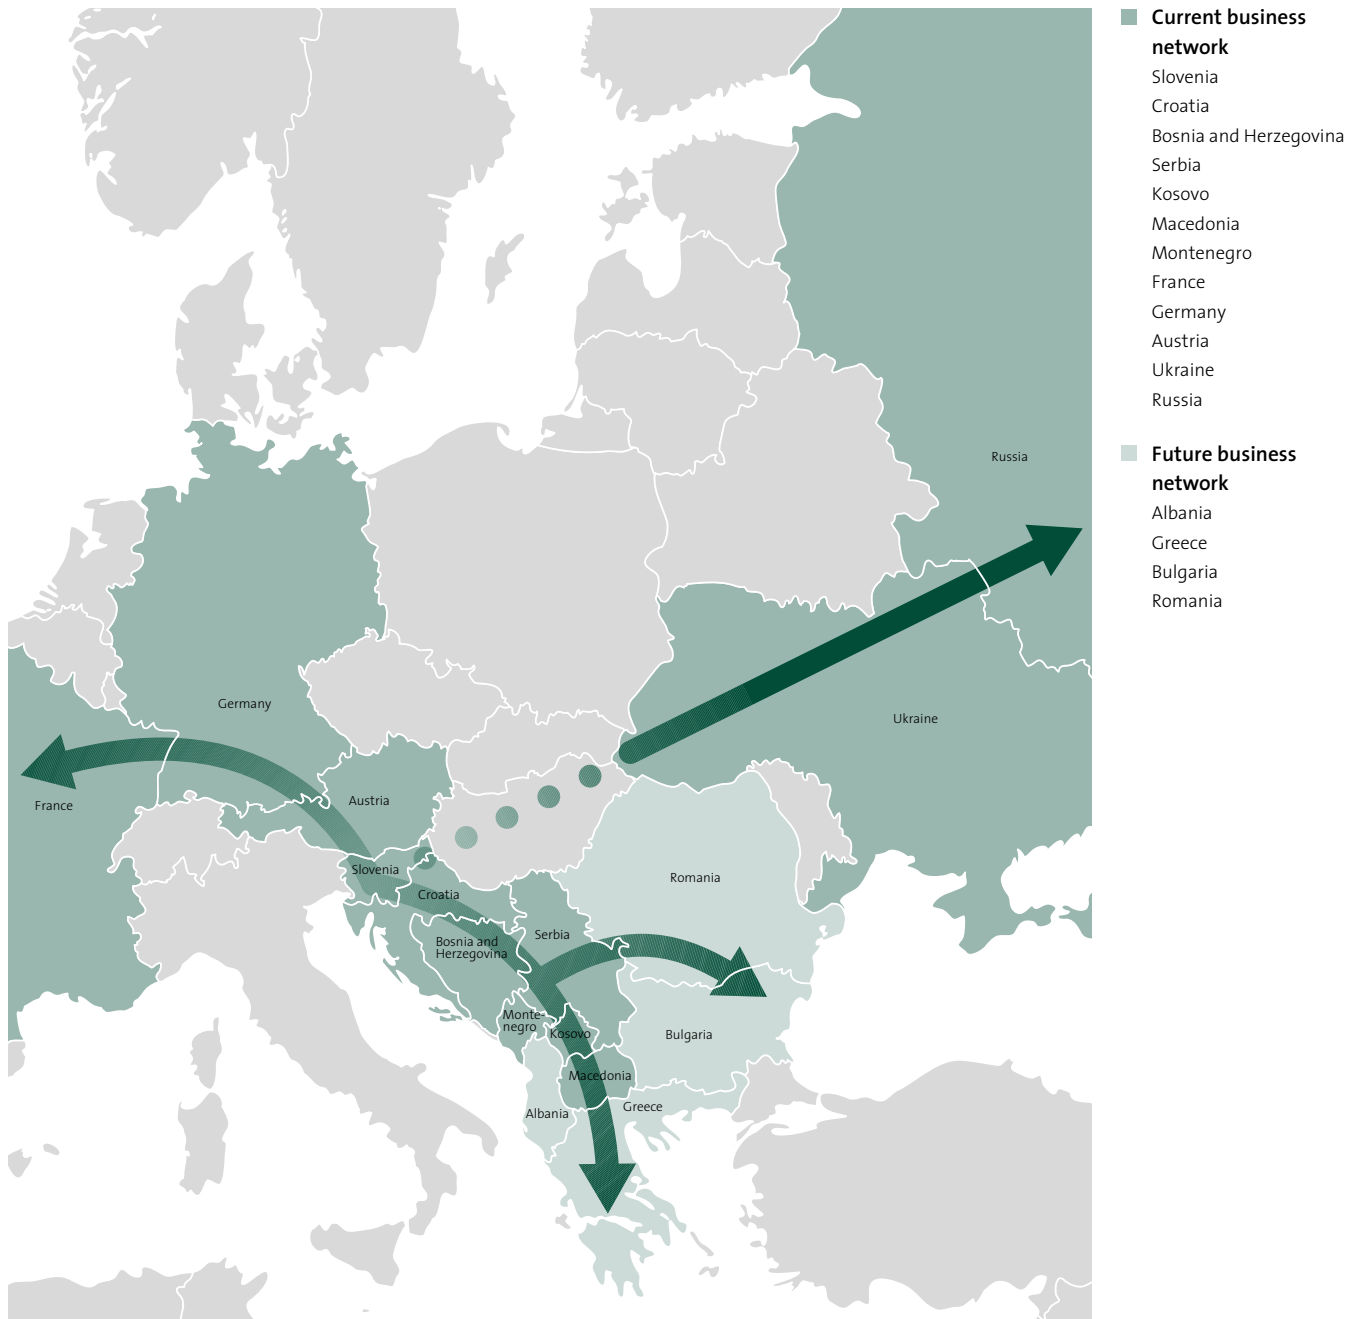 Current business
network
Slovenia
Croatia
Bosnia and Herzegovina
Serbia
Kosovo
Macedonia
Montenegro
France
Germany
Austria
Ukraine
Russia
Future business
network
Albania
Greece
Bulgaria
Romania
Russia
Germany
Ukraine
France
Austria
Slovenia
Romania
Croatia
Serbia
Bosnia and
Herzegovina
Monte-
negro
Kosovo
Bulgaria
Macedonia
Albania
Greece